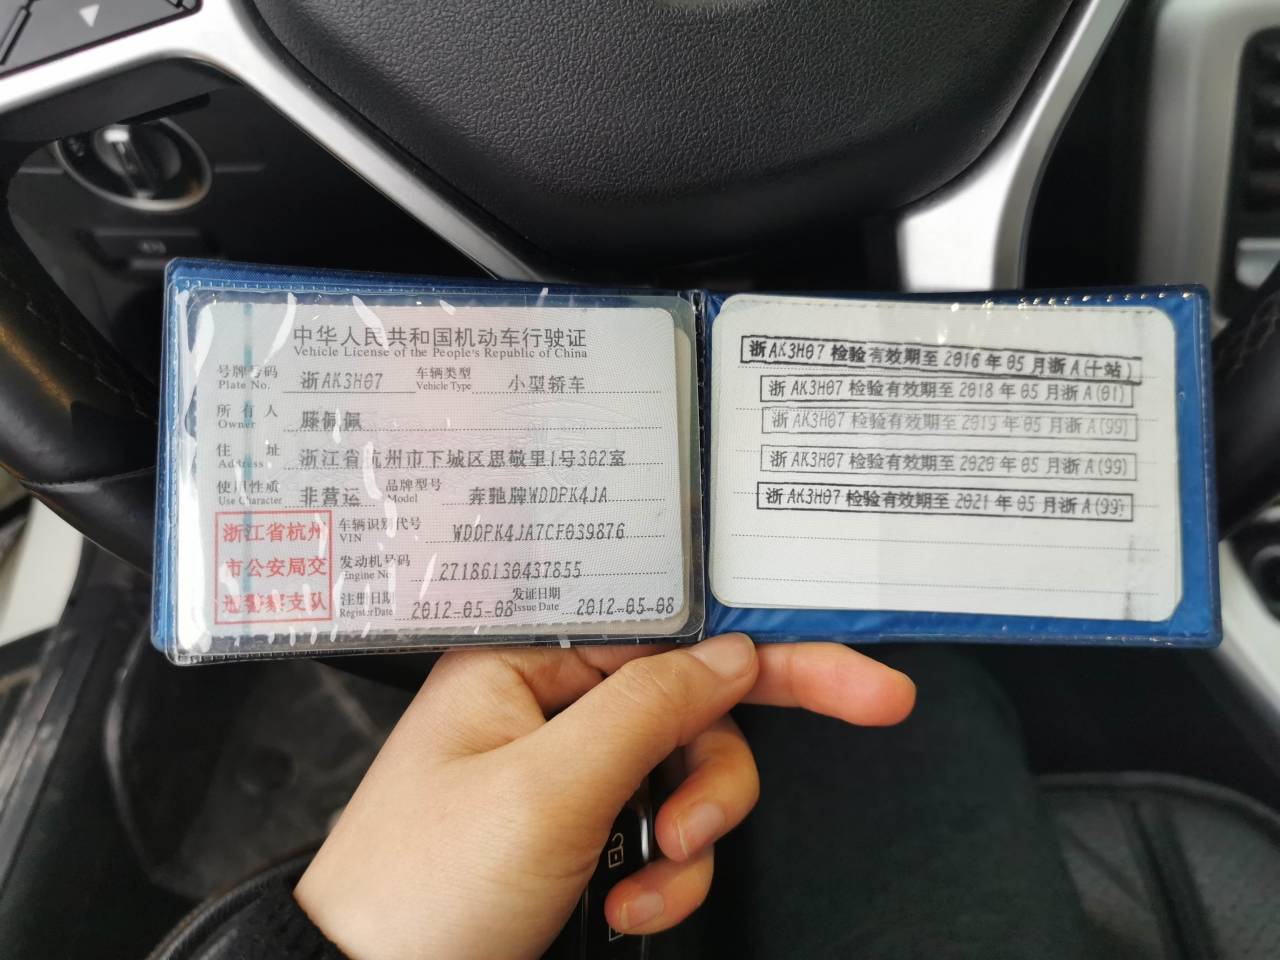 中华人民共和国机动车行驶证
Vehicle License of the People's Republic of China
号牌号码 浙AK3H07 车辆类型 小型轿车
Plate No. Vehicle Type
所有人 滕佩佩
Owner
住址 浙江省杭州市下城区思敬里1号302室
Address
使用性质 非营运 品牌型号 奔驰牌WDDPK4JA
Use Character Model
浙江省杭州
市公安局交
通警察支队
车辆识别代号 WDDPK4JA7CF039876
VIN
发动机号码 27186130437855
Engine No.
注册日期 2012-05-08 发证日期 2012-05-08
Register Date Issue Date
浙AK3H07 检验有效期至 2016 年 05 月浙A(十站)
浙AK3H07 检验有效期至 2018 年 05 月浙A(01)
浙AK3H07 检验有效期至 2019 年 05 月浙A(99)
浙AK3H07 检验有效期至 2020 年 05 月浙A(99)
浙AK3H07 检验有效期至 2021 年 05 月浙A(99)